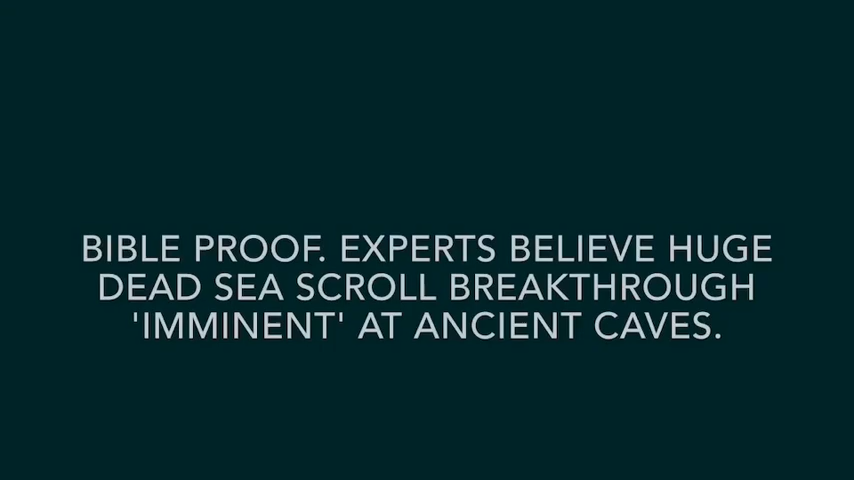 BIBLE PROOF. EXPERTS BELIEVE HUGE
DEAD SEA SCROLL BREAKTHROUGH
'IMMINENT' AT ANCIENT CAVES.